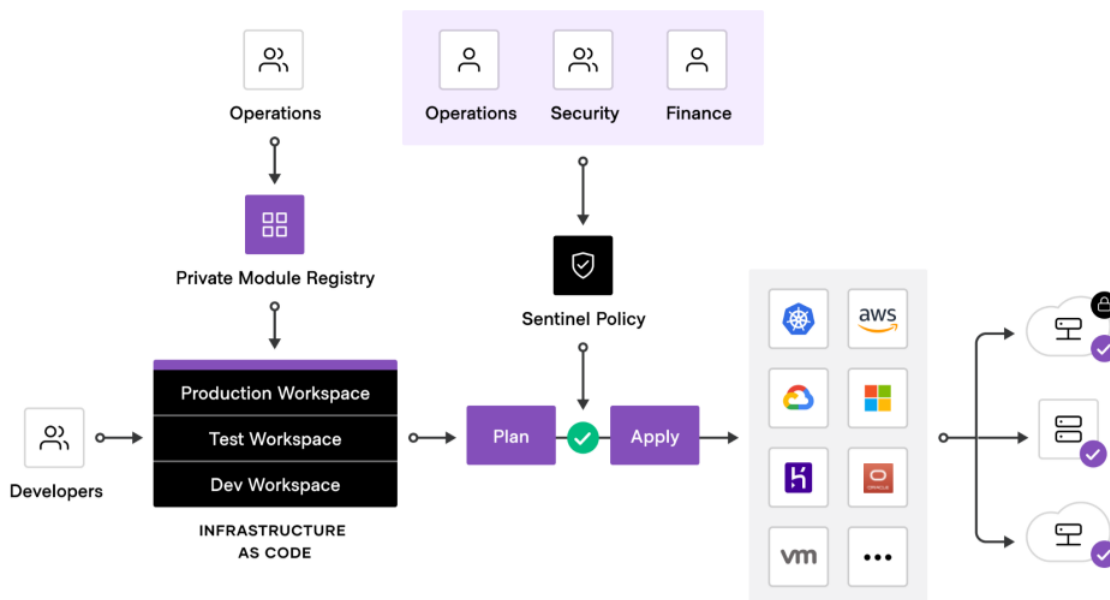 Operations
Operations
Security
Finance
Private Module Registry
Sentinel Policy
aws
Production Workspace
Test Workspace
Dev Workspace
Plan
Apply
Developers
INFRASTRUCTURE
AS CODE
ORACLE
vm